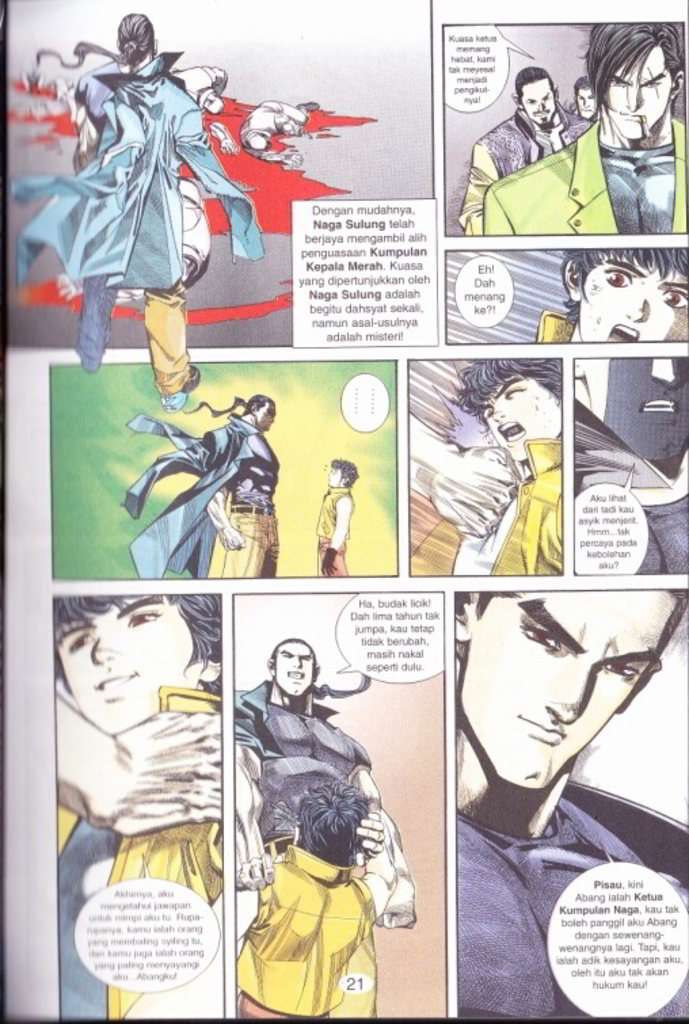 Dengan mudahnya,
Naga Sulung telah
berjaya mengambil alih
penguasaan Kumpulan
Kepala Merah. Kuasa
yang dipertunjukkan oleh
Naga Sulung adalah
begitu dahsyat sekali,
namun asal-usulnya
adalah misteri!
Kuasa ketua
memang
hebat, kami
tak meyesal
menjadi
pengikut-
nya!
Eh!
Dah
menang
ke?!
Aku lihat
dari tadi kau
asyik menjerit.
Hmm...tak
percaya pada
kebolehan
aku?
Akhirnya, aku
mengetahui jawapan
untuk mimpi aku tu. Rupa-
rupanya, kamu ialah orang
yang membaling syiling tu,
dan kamu juga ialah orang
yang paling menyayangi
aku...Abangku!
Ha, budak licik!
Dah lima tahun tak
jumpa, kau tetap
tidak berubah,
masih nakal
seperti dulu.
Pisau, kini
Abang ialah Ketua
Kumpulan Naga, kau tak
boleh panggil aku Abang
dengan sewenang-
wenangnya lagi. Tapi, kau
ialah adik kesayangan aku,
oleh itu aku tak akan
hukum kau!
21